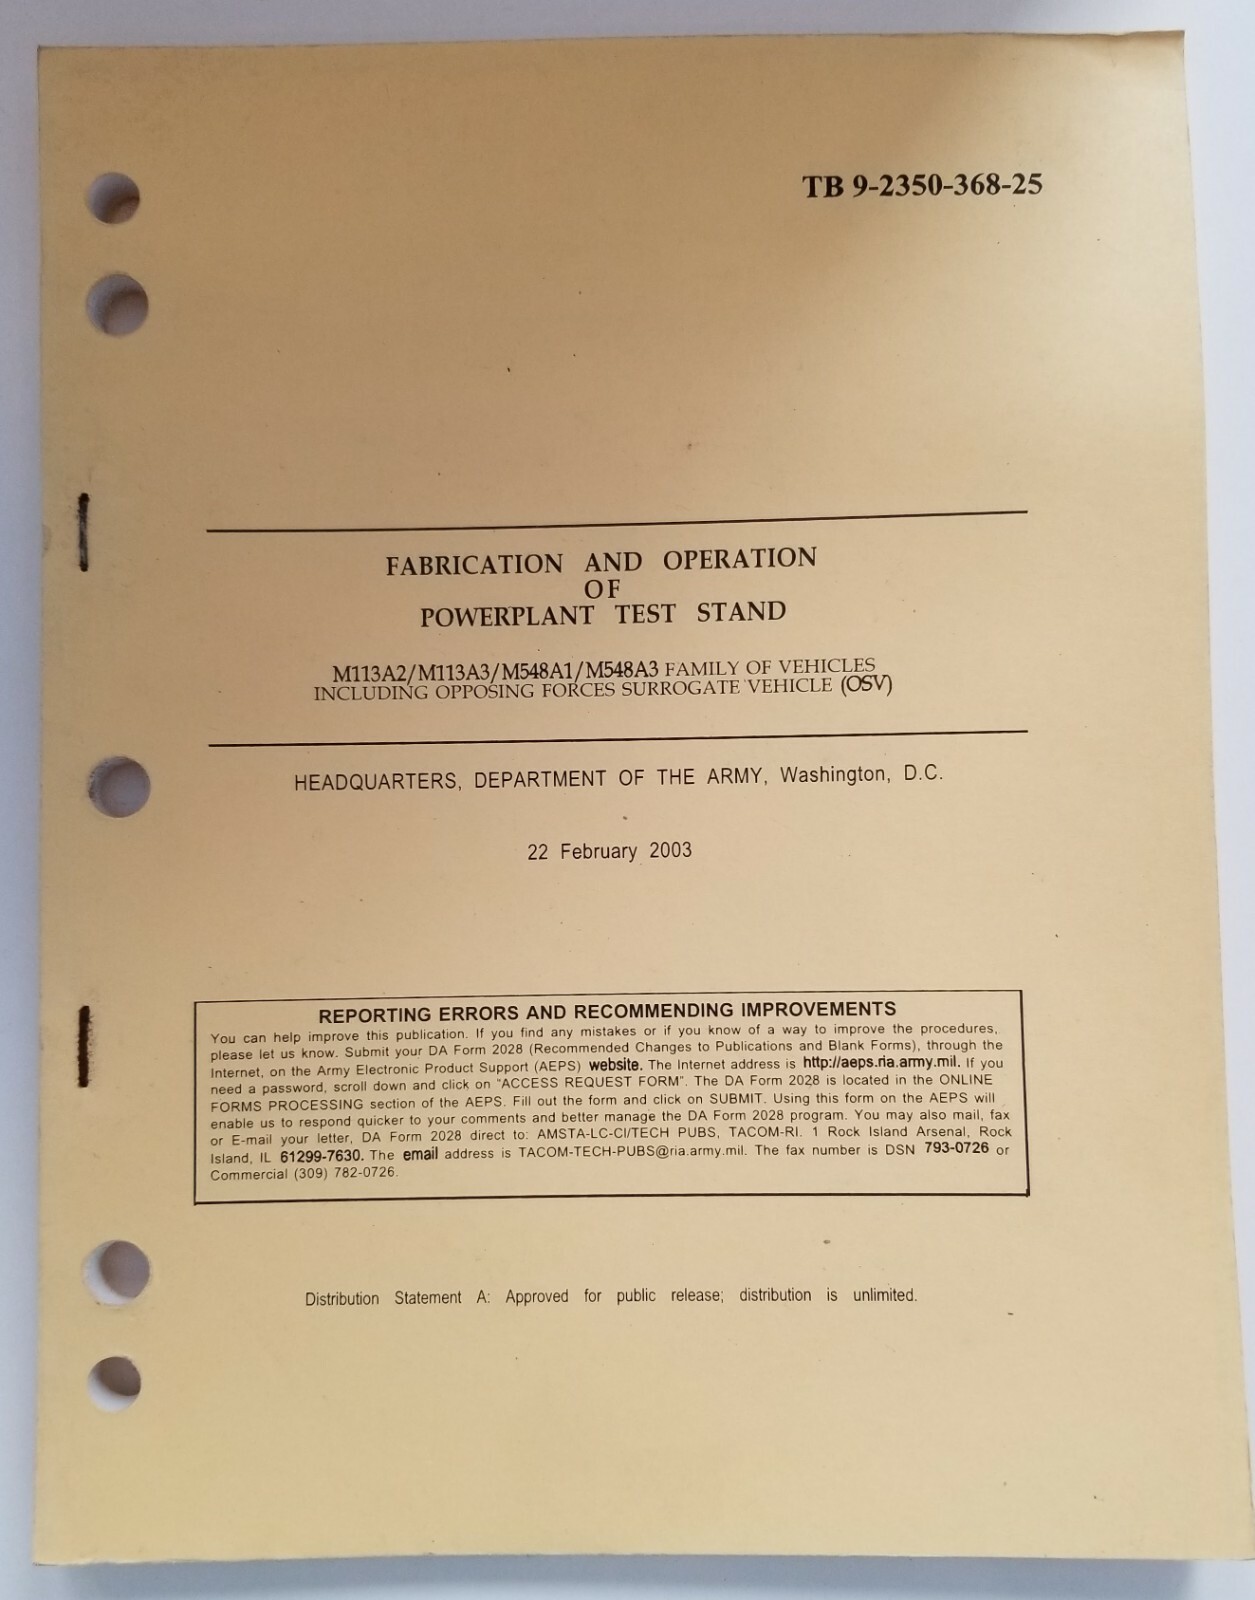 TB 9-2350-368-25
FABRICATION AND OPERATION
OF
POWERPLANT TEST STAND
M113A2/M113A3/M548A1/M548A3 FAMILY OF VEHICLES
INCLUDING OPPOSING FORCES SURROGATE VEHICLE (OSV)
HEADQUARTERS, DEPARTMENT OF THE ARMY, Washington, D.C.
22 February 2003
REPORTING ERRORS AND RECOMMENDING IMPROVEMENTS
You can help improve this publication. If you find any mistakes or if you know of a way to improve the procedures,
please let us know. Submit your DA Form 2028 (Recommended Changes to Publications and Blank Forms), through the
Internet, on the Army Electronic Product Support (AEPS) website. The Internet address is http://aeps.ria.army.mil. If you
need a password, scroll down and click on "ACCESS REQUEST FORM". The DA Form 2028 is located in the ONLINE
FORMS PROCESSING section of the AEPS. Fill out the form and click on SUBMIT. Using this form on the AEPS will
enable us to respond quicker to your comments and better manage the DA Form 2028 program. You may also mail, fax
or E-mail your letter, DA Form 2028 direct to: AMSTA-LC-CI/TECH PUBS, TACOM-RI. 1 Rock Island Arsenal, Rock
Island, IL 61299-7630. The email address is TACOM-TECH-PUBS@ria.army.mil. The fax number is DSN 793-0726 or
Commercial (309) 782-0726.
Distribution Statement A: Approved for public release; distribution is unlimited.